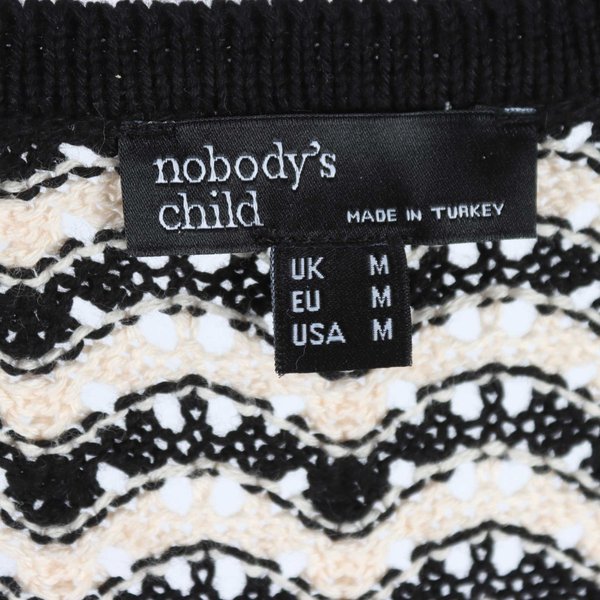 nobody's
child
MADE IN TURKEY
UK M
EU M
USA M